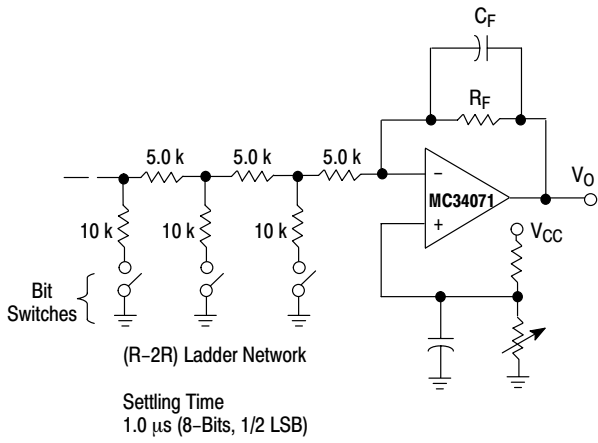 C_F
R_F
5.0 k 5.0 k 5.0 k
− MC34071 +
V_O
V_CC
10 k 10 k 10 k
Bit
Switches
(R−2R) Ladder Network
Settling Time
1.0 μs (8−Bits, 1/2 LSB)